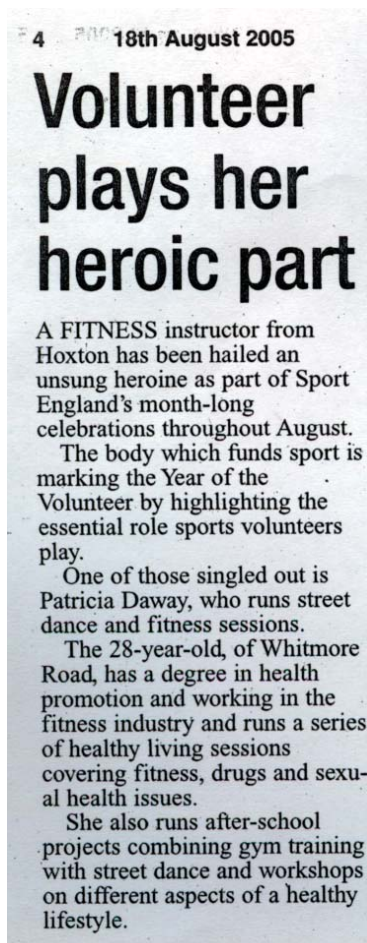 4 18th August 2005
Volunteer
plays her
heroic part
A FITNESS instructor from
Hoxton has been hailed an
unsung heroine as part of Sport
England's month-long
celebrations throughout August.
The body which funds sport is
marking the Year of the
Volunteer by highlighting the
essential role sports volunteers
play.
One of those singled out is
Patricia Daway, who runs street
dance and fitness sessions.
The 28-year-old, of Whitmore
Road, has a degree in health
promotion and working in the
fitness industry and runs a series
of healthy living sessions
covering fitness, drugs and sexu-
al health issues.
She also runs after-school
projects combining gym training
with street dance and workshops
on different aspects of a healthy
lifestyle.